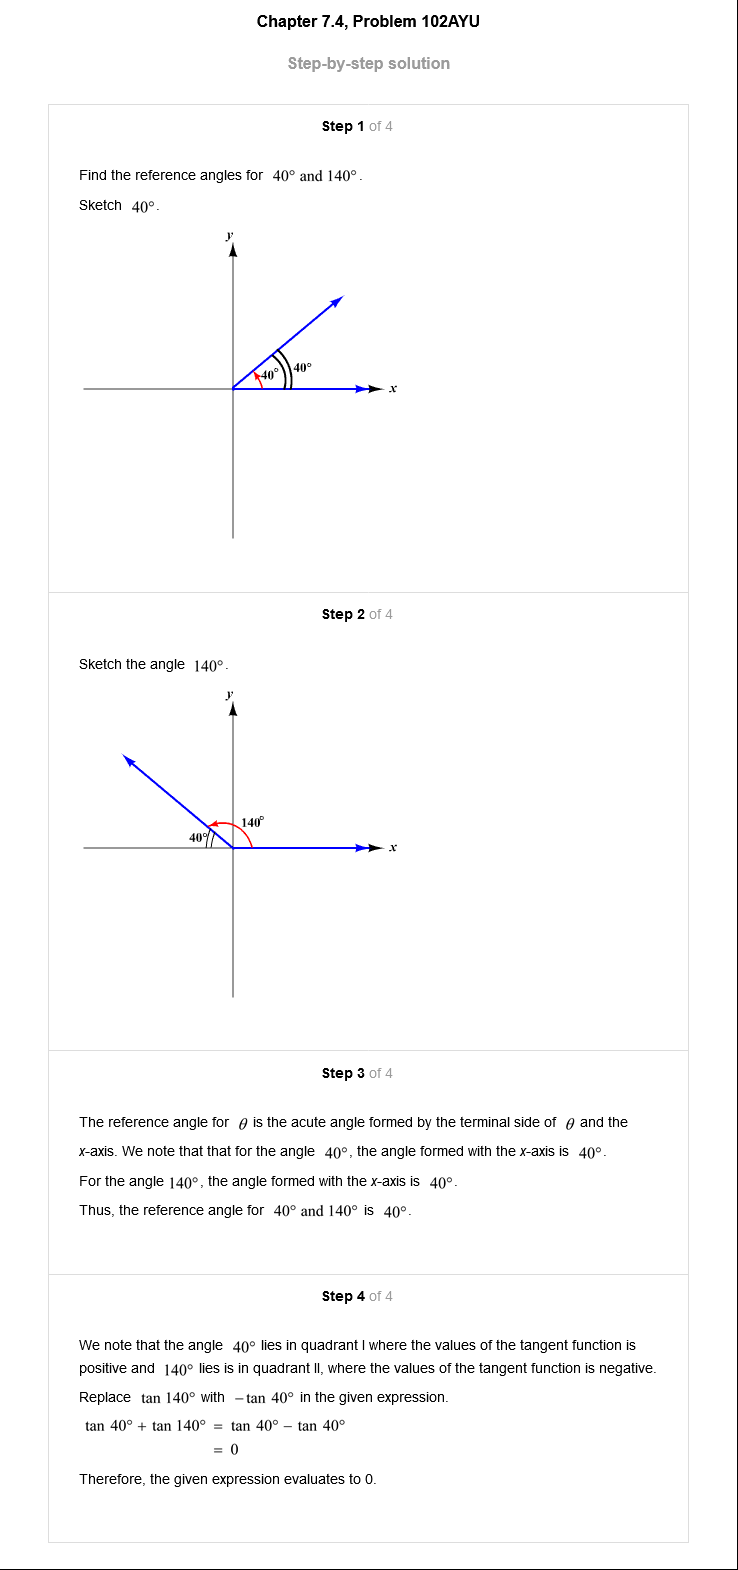 Chapter 7.4, Problem 102AYU
Step-by-step solution
Step 1 of 4
Find the reference angles for 40° and 140°.
Sketch 40°.
y
40°
40°
x
Step 2 of 4
Sketch the angle 140°.
y
140°
40°
x
Step 3 of 4
The reference angle for θ is the acute angle formed by the terminal side of θ and the
x-axis. We note that that for the angle 40°, the angle formed with the x-axis is 40°.
For the angle 140°, the angle formed with the x-axis is 40°.
Thus, the reference angle for 40° and 140° is 40°.
Step 4 of 4
We note that the angle 40° lies in quadrant I where the values of the tangent function is
positive and 140° lies is in quadrant II, where the values of the tangent function is negative.
Replace tan 140° with −tan 40° in the given expression.
tan 40° + tan 140° = tan 40° − tan 40°
= 0
Therefore, the given expression evaluates to 0.